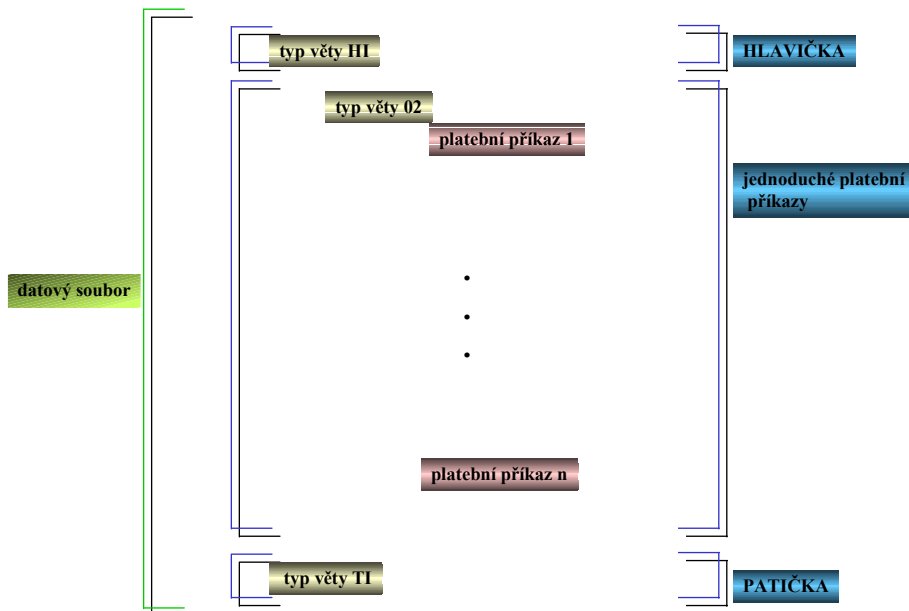 typ věty HI
HLAVIČKA
typ věty 02
platební příkaz 1
jednoduché platební
příkazy
datový soubor
platební příkaz n
typ věty TI
PATIČKA